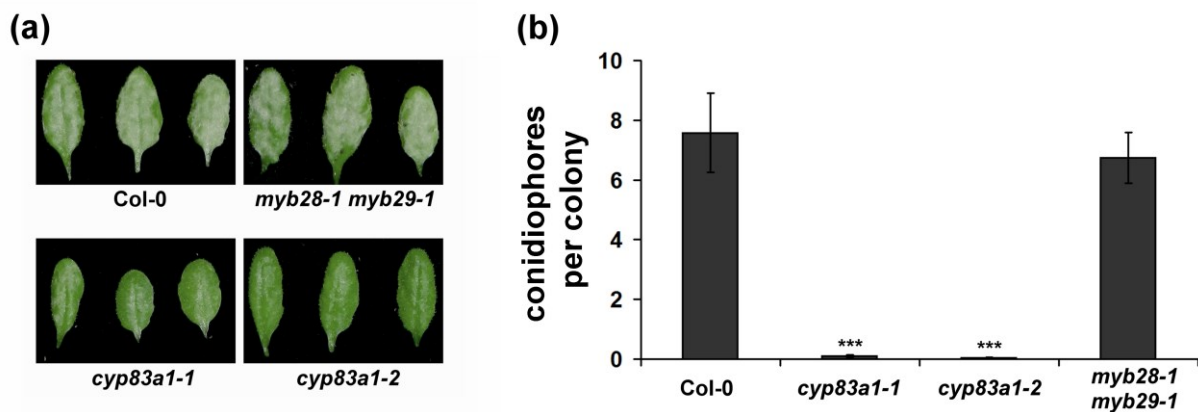 (a)
Col-0
myb28-1 myb29-1
cyp83a1-1
cyp83a1-2
(b)
conidiophores
per colony
10
8
6
4
2
0
***
***
Col-0
cyp83a1-1
cyp83a1-2
myb28-1
myb29-1